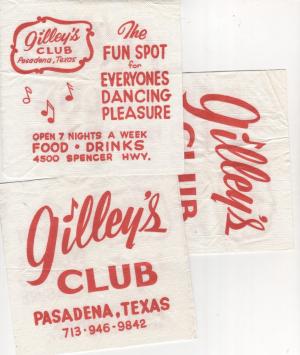 Gilley's
CLUB
Pasadena, Texas
The
FUN SPOT
for
EVERYONES
DANCING
PLEASURE
OPEN 7 NIGHTS A WEEK
FOOD • DRINKS
4500 SPENCER HWY.
Gilley's
CLUB
Gilley's
CLUB
PASADENA, TEXAS
713-946-9842